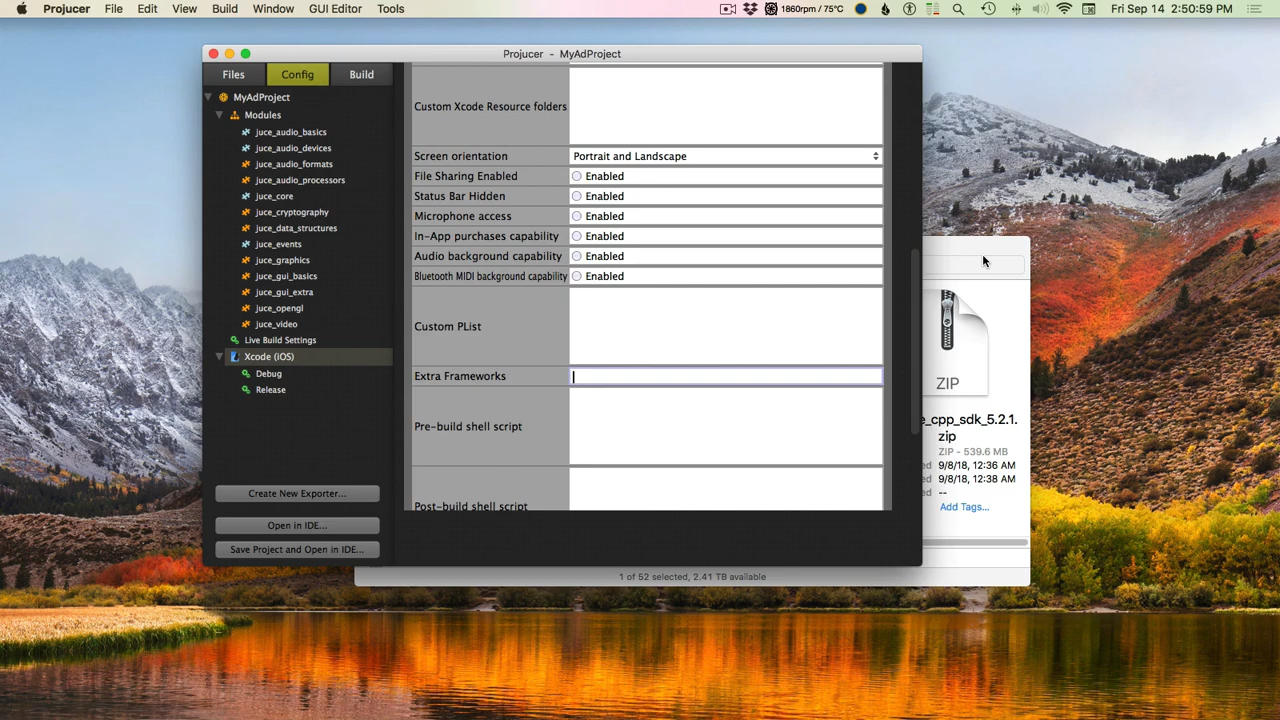 Projucer File Edit View Build Window GUI Editor Tools 1860rpm / 75°C Fri Sep 14 2:50:59 PM
Projucer - MyAdProject
Files Config Build
MyAdProject
Modules
juce_audio_basics
juce_audio_devices
juce_audio_formats
juce_audio_processors
juce_core
juce_cryptography
juce_data_structures
juce_events
juce_graphics
juce_gui_basics
juce_gui_extra
juce_opengl
juce_video
Live Build Settings
Xcode (iOS)
Debug
Release
Create New Exporter...
Open in IDE...
Save Project and Open in IDE...
Custom Xcode Resource folders
Screen orientation Portrait and Landscape
File Sharing Enabled Enabled
Status Bar Hidden Enabled
Microphone access Enabled
In-App purchases capability Enabled
Audio background capability Enabled
Bluetooth MIDI background capability Enabled
Custom PList
Extra Frameworks
Pre-build shell script
Post-build shell script
ZIP
e_cpp_sdk_5.2.1.
zip
ZIP - 539.6 MB
ed 9/8/18, 12:36 AM
ed 9/8/18, 12:38 AM
ed --
Add Tags...
1 of 52 selected, 2.41 TB available